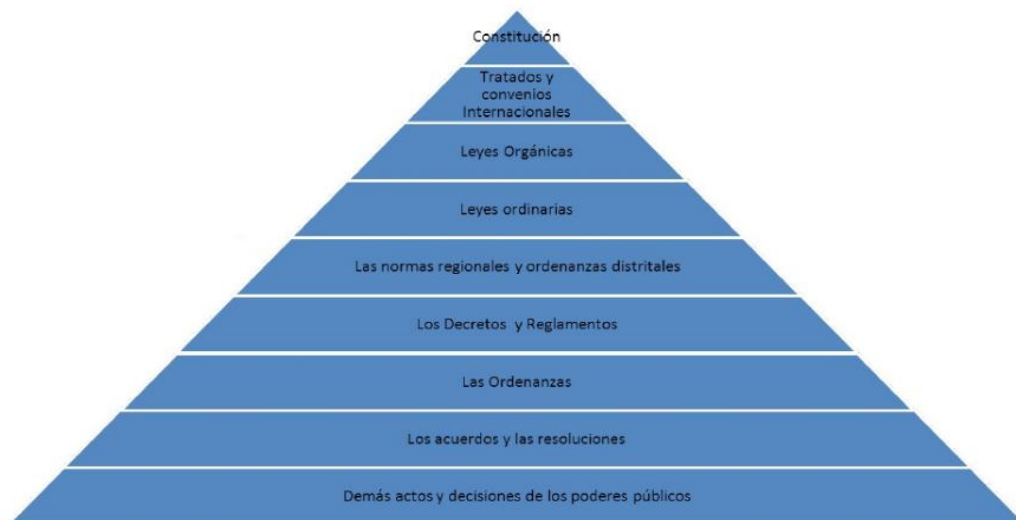 Constitución
Tratados y
convenios
Internacionales
Leyes Orgánicas
Leyes ordinarias
Las normas regionales y ordenanzas distritales
Los Decretos y Reglamentos
Las Ordenanzas
Los acuerdos y las resoluciones
Demás actos y decisiones de los poderes públicos